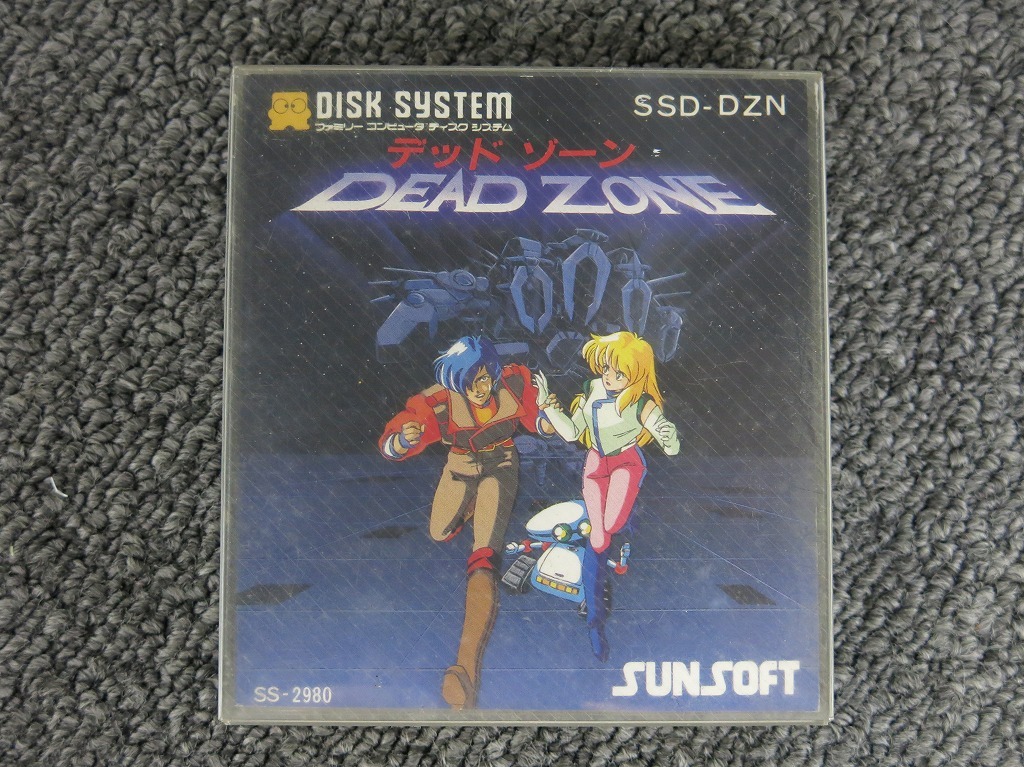 DISK SYSTEM
SSD-DZN
ファミリー コンピュータ ディスク システム
デッド ゾーン
DEAD ZONE
SUNSOFT
SS-2980